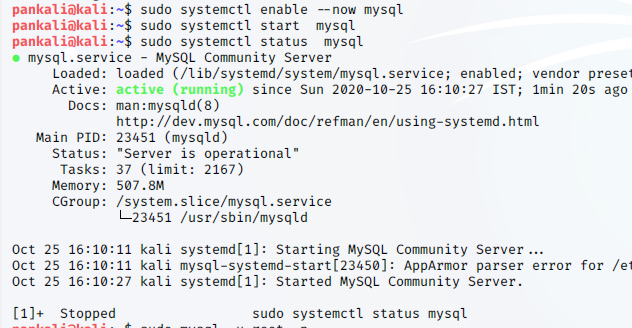 pankali@kali:~$ sudo systemctl enable --now mysql
pankali@kali:~$ sudo systemctl start  mysql
pankali@kali:~$ sudo systemctl status  mysql
● mysql.service - MySQL Community Server
     Loaded: loaded (/lib/systemd/system/mysql.service; enabled; vendor preset
     Active: active (running) since Sun 2020-10-25 16:10:27 IST; 1min 20s ago
       Docs: man:mysqld(8)
             http://dev.mysql.com/doc/refman/en/using-systemd.html
   Main PID: 23451 (mysqld)
     Status: "Server is operational"
      Tasks: 37 (limit: 2167)
     Memory: 507.8M
     CGroup: /system.slice/mysql.service
             └─23451 /usr/sbin/mysqld
Oct 25 16:10:11 kali systemd[1]: Starting MySQL Community Server...
Oct 25 16:10:11 kali mysql-systemd-start[23450]: AppArmor parser error for /et
Oct 25 16:10:27 kali systemd[1]: Started MySQL Community Server.
[1]+  Stopped                 sudo systemctl status mysql
pankali@kali:~$ sudo mysql -u root -p